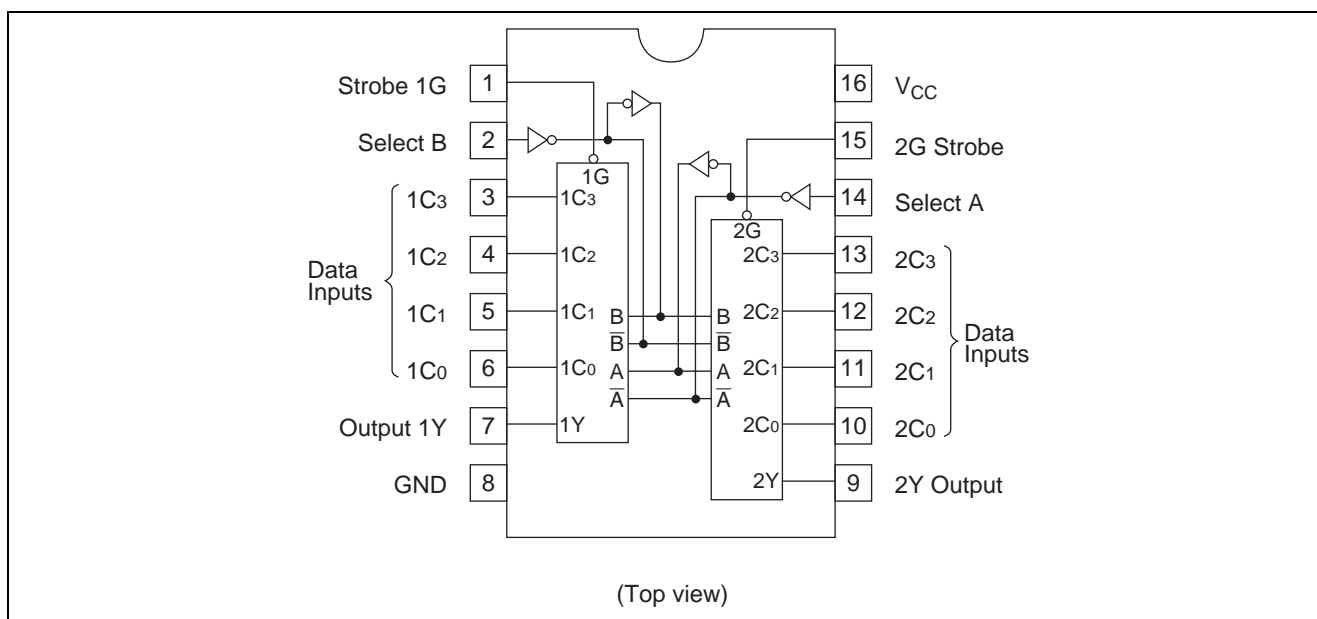 Strobe 1G 1
Select B 2
1C3 3
1C2 4
1C1 5
1C0 6
Data
Inputs
Output 1Y 7
GND 8
1G
1C3
1C2
1C1
1C0
1Y
B
B̅
A
A̅
2G
2C3
2C2
2C1
2C0
2Y
B
B̅
A
A̅
16 VCC
15 2G Strobe
14 Select A
13 2C3
12 2C2
11 2C1
10 2C0
Data
Inputs
9 2Y Output
(Top view)